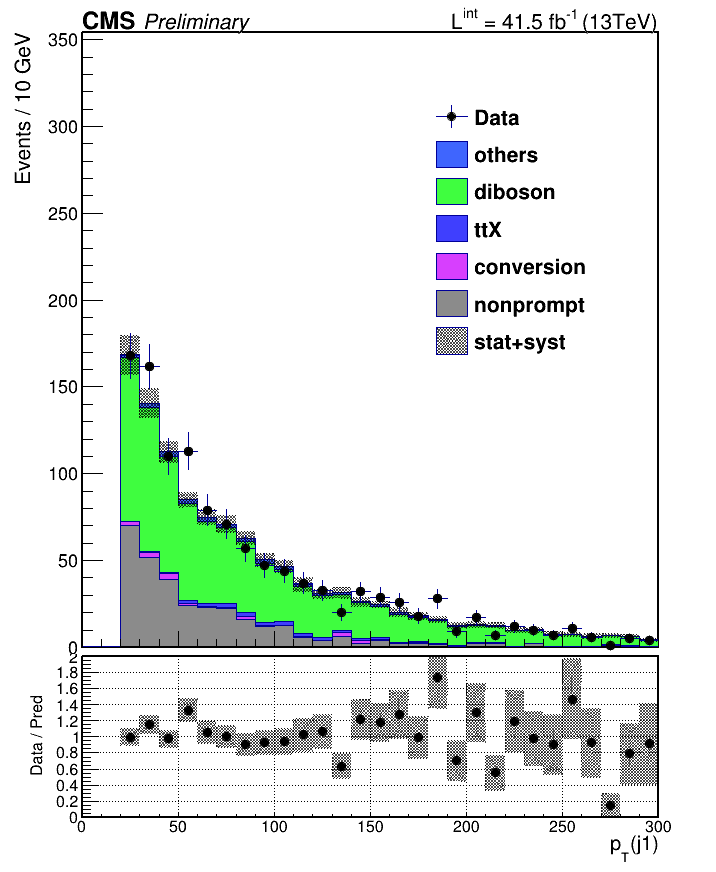 CMS Preliminary
L^int = 41.5 fb^-1 (13TeV)
Events / 10 GeV
350
300
250
200
150
100
50
0
Data
others
diboson
ttX
conversion
nonprompt
stat+syst
Data / Pred
2
1.8
1.6
1.4
1.2
1
0.8
0.6
0.4
0.2
0
0 50 100 150 200 250 300
p_T(j1)